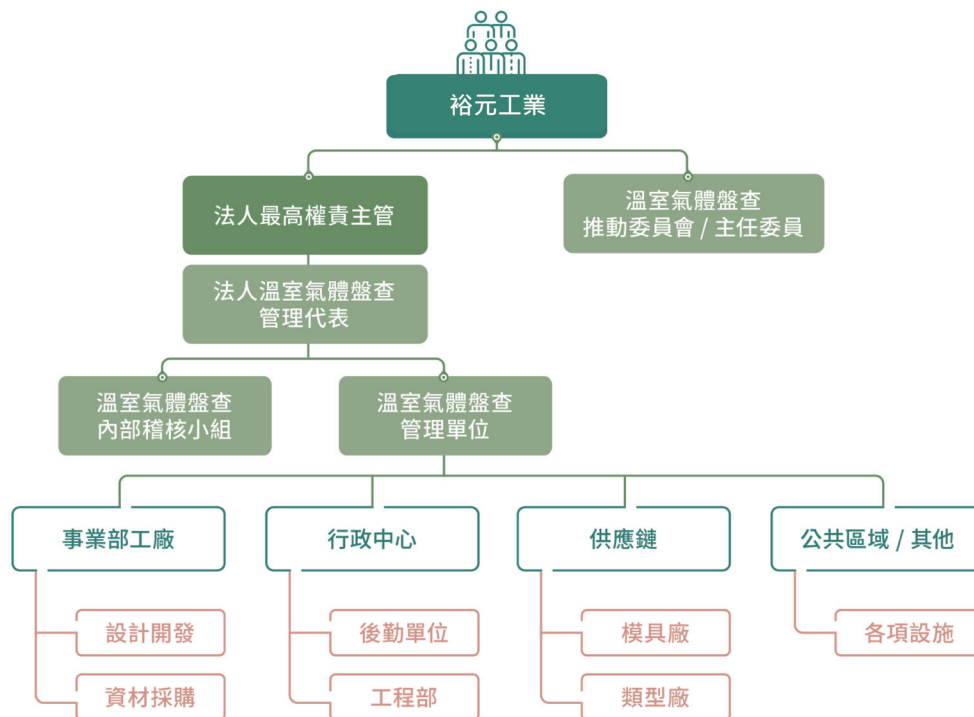 裕元工業
法人最高權責主管
溫室氣體盤查
推動委員會 / 主任委員
法人溫室氣體盤查
管理代表
溫室氣體盤查
內部稽核小組
溫室氣體盤查
管理單位
事業部工廠
行政中心
供應鏈
公共區域 / 其他
設計開發
後勤單位
模具廠
各項設施
資材採購
工程部
類型廠